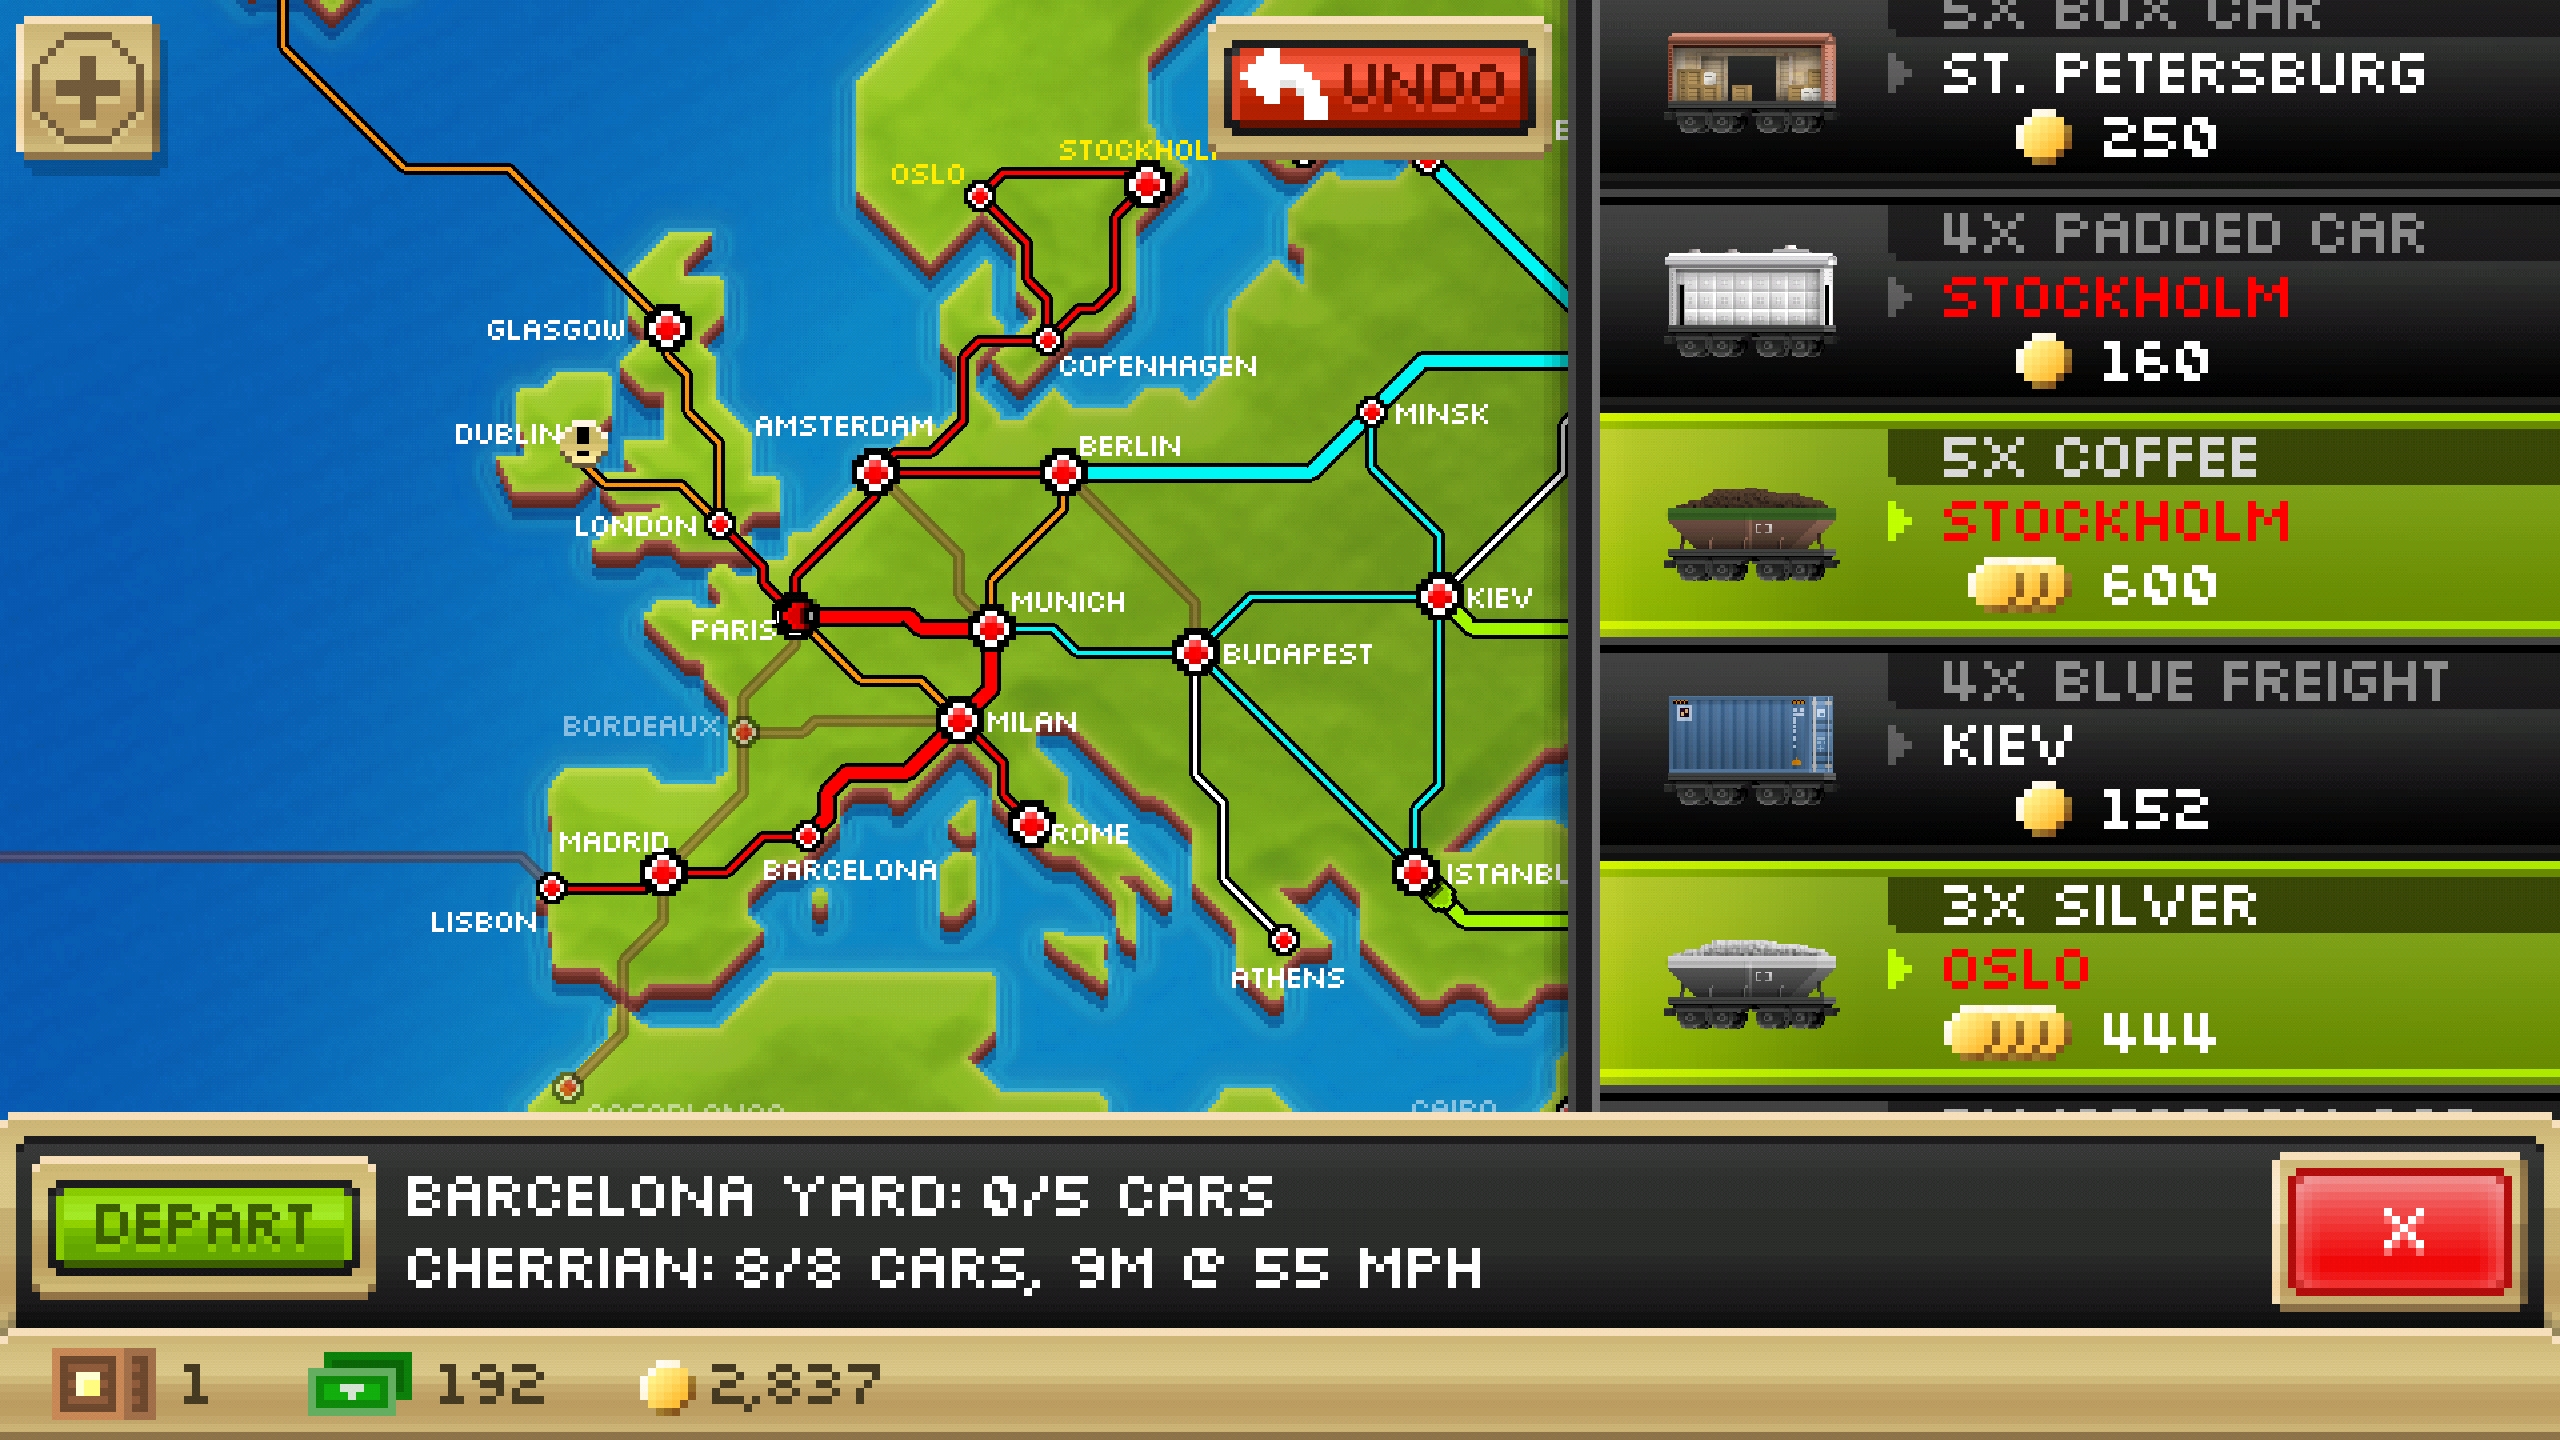 UNDO
STOCKHOL
OSLO
GLASGOW
COPENHAGEN
DUBLIN
AMSTERDAM
BERLIN
MINSK
LONDON
PARIS
MUNICH
KIEV
BUDAPEST
BORDEAUX
MILAN
MADRID
BARCELONA
ROME
ISTANBU
LISBON
ATHENS
CASABLANCA
CAIRO
5X BOX CAR
ST. PETERSBURG
250
4X PADDED CAR
STOCKHOLM
160
5X COFFEE
STOCKHOLM
600
4X BLUE FREIGHT
KIEV
152
3X SILVER
OSLO
444
DEPART
BARCELONA YARD: 0/5 CARS
CHERRIAN: 8/8 CARS, 9M @ 55 MPH
X
1
192
2,837